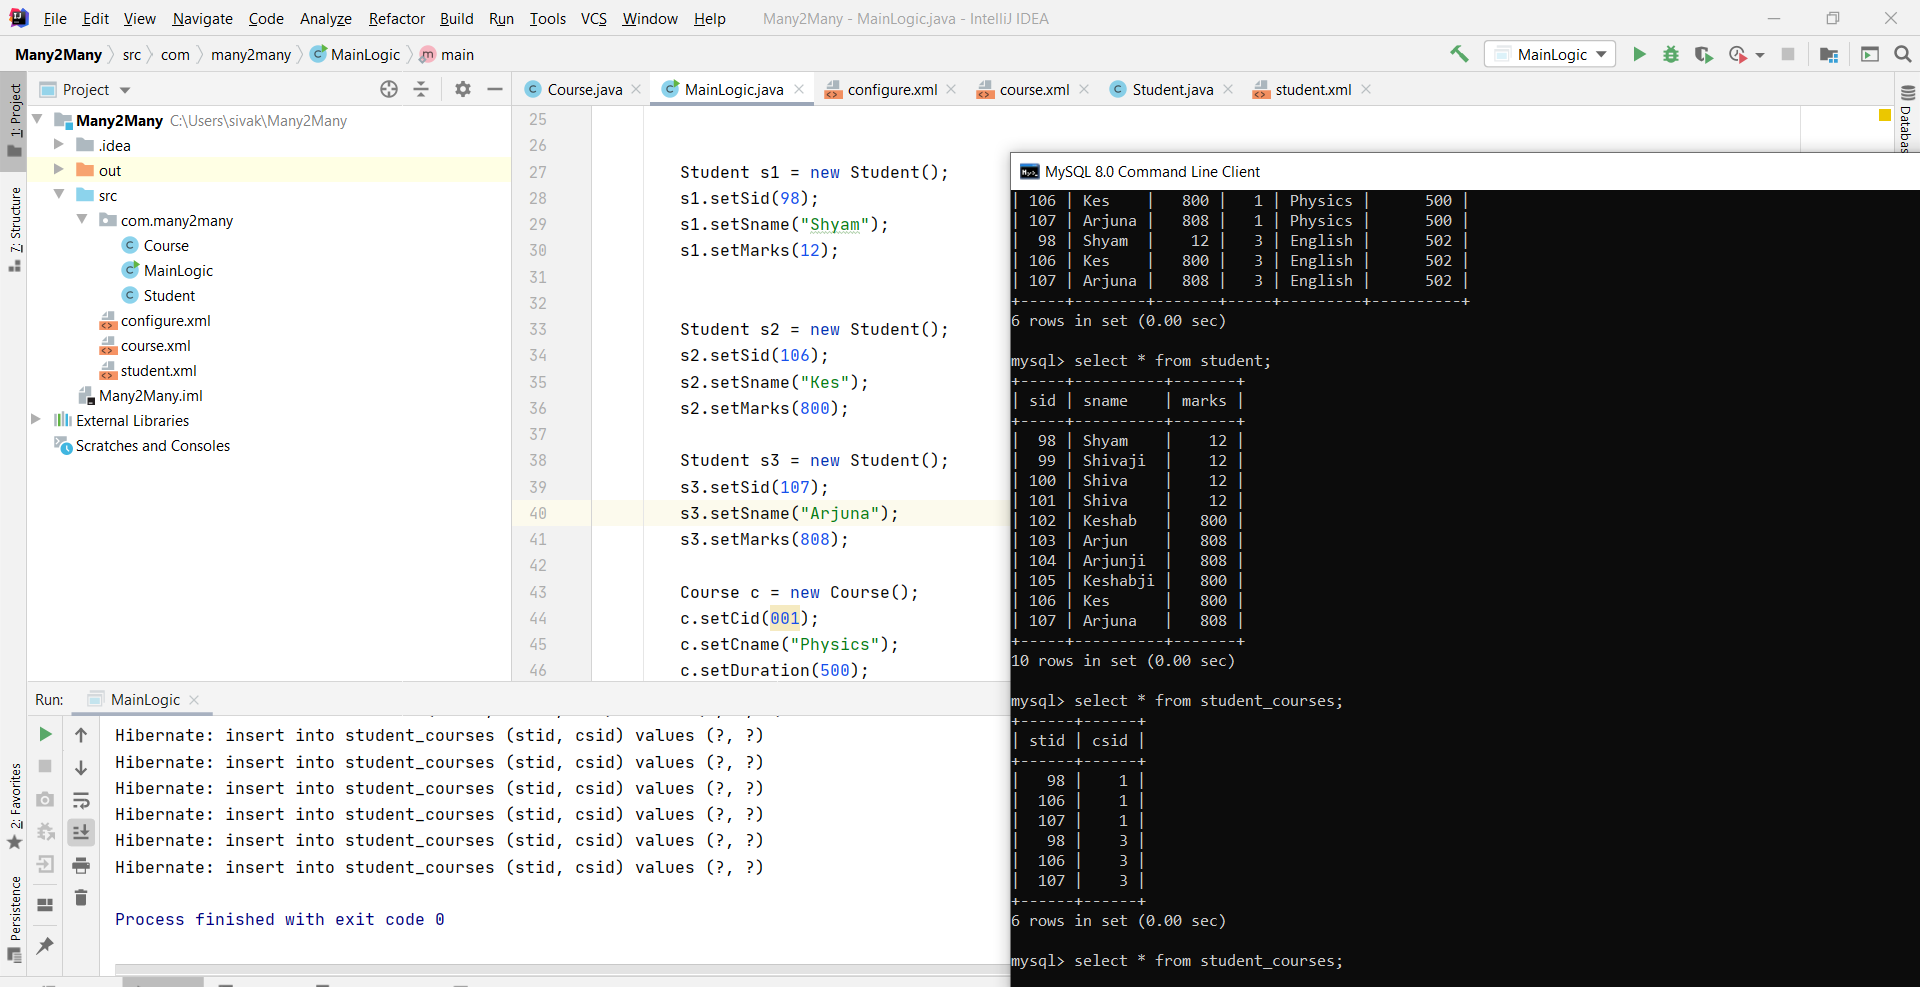 File Edit View Navigate Code Analyze Refactor Build Run Tools VCS Window Help Many2Many - MainLogic.java - IntelliJ IDEA
Many2Many src com many2many MainLogic main
MainLogic
1: Project
7: Structure
2: Favorites
Persistence
Project
Many2Many C:\Users\sivak\Many2Many
.idea
out
src
com.many2many
Course
MainLogic
Student
configure.xml
course.xml
student.xml
Many2Many.iml
External Libraries
Scratches and Consoles
Course.java MainLogic.java configure.xml course.xml Student.java student.xml
25
26
27 Student s1 = new Student();
28 s1.setSid(98);
29 s1.setSname("Shyam");
30 s1.setMarks(12);
31
32
33 Student s2 = new Student();
34 s2.setSid(106);
35 s2.setSname("Kes");
36 s2.setMarks(800);
37
38 Student s3 = new Student();
39 s3.setSid(107);
40 s3.setSname("Arjuna");
41 s3.setMarks(808);
42
43 Course c = new Course();
44 c.setCid(001);
45 c.setCname("Physics");
46 c.setDuration(500);
Run: MainLogic
Hibernate: insert into student_courses (stid, csid) values (?, ?)
Hibernate: insert into student_courses (stid, csid) values (?, ?)
Hibernate: insert into student_courses (stid, csid) values (?, ?)
Hibernate: insert into student_courses (stid, csid) values (?, ?)
Hibernate: insert into student_courses (stid, csid) values (?, ?)
Hibernate: insert into student_courses (stid, csid) values (?, ?)
Process finished with exit code 0
MySQL 8.0 Command Line Client
| 106 | Kes | 800 | 1 | Physics | 500 |
| 107 | Arjuna | 808 | 1 | Physics | 500 |
| 98 | Shyam | 12 | 3 | English | 502 |
| 106 | Kes | 800 | 3 | English | 502 |
| 107 | Arjuna | 808 | 3 | English | 502 |
+-----+--------+-------+-----+---------+----------+
6 rows in set (0.00 sec)
mysql> select * from student;
+-----+----------+-------+
| sid | sname | marks |
+-----+----------+-------+
| 98 | Shyam | 12 |
| 99 | Shivaji | 12 |
| 100 | Shiva | 12 |
| 101 | Shiva | 12 |
| 102 | Keshab | 800 |
| 103 | Arjun | 808 |
| 104 | Arjunji | 808 |
| 105 | Keshabji | 800 |
| 106 | Kes | 800 |
| 107 | Arjuna | 808 |
+-----+----------+-------+
10 rows in set (0.00 sec)
mysql> select * from student_courses;
+------+------+
| stid | csid |
+------+------+
| 98 | 1 |
| 106 | 1 |
| 107 | 1 |
| 98 | 3 |
| 106 | 3 |
| 107 | 3 |
+------+------+
6 rows in set (0.00 sec)
mysql> select * from student_courses;